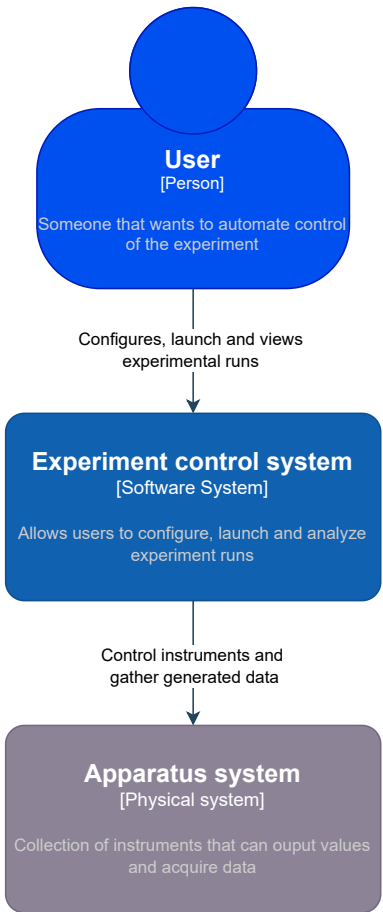 User
[Person]
Someone that wants to automate control
of the experiment
Configures, launch and views
experimental runs
Experiment control system
[Software System]
Allows users to configure, launch and analyze
experiment runs
Control instruments and
gather generated data
Apparatus system
[Physical system]
Collection of instruments that can ouput values
and acquire data